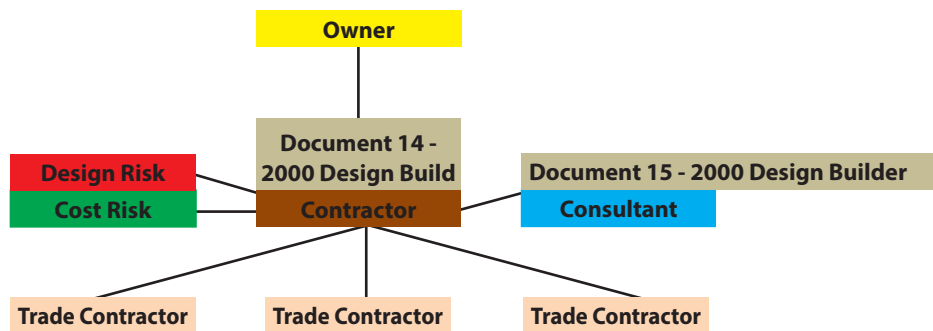 Owner
Document 14 -
2000 Design Build
Design Risk
Document 15 - 2000 Design Builder
Cost Risk
Contractor
Consultant
Trade Contractor
Trade Contractor
Trade Contractor